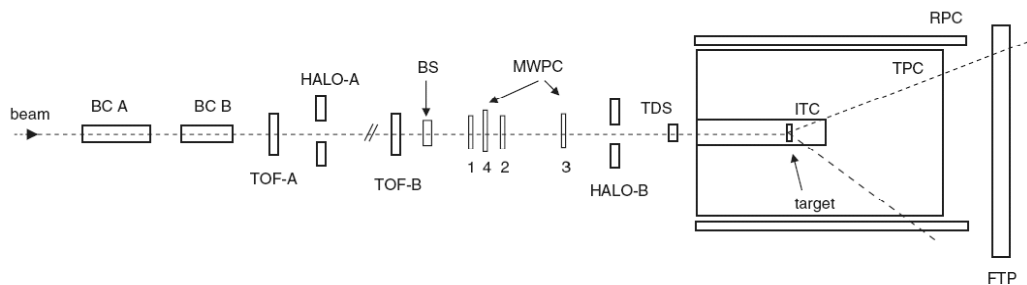 RPC
HALO-A
BS
MWPC
TPC
beam
BC A
BC B
TDS
ITC
1 4 2
3
TOF-A
TOF-B
HALO-B
target
FTP